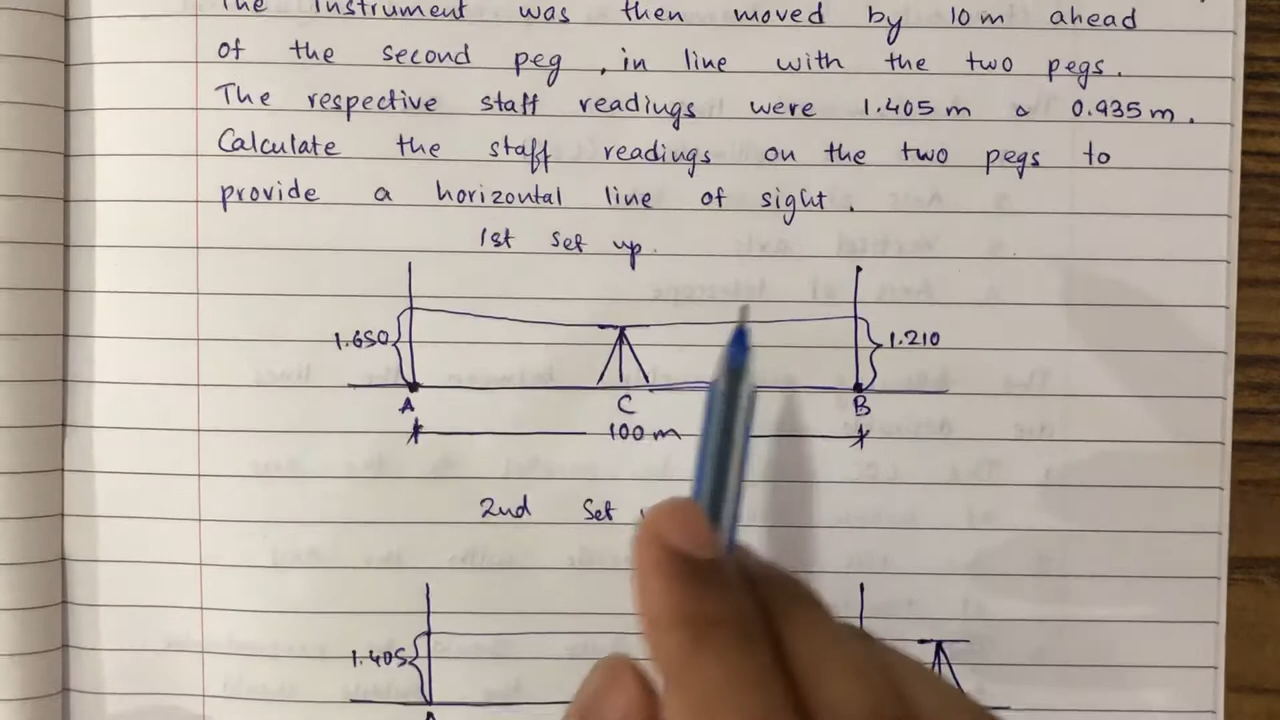 The instrument was then moved by 10 m ahead
of the second peg, in line with the two pegs.
The respective staff readings were 1.405 m & 0.935 m.
Calculate the staff readings on the two pegs to
provide a horizontal line of sight.
1st set up.
1.650
1.210
A C B
100 m
2nd Set
1.405